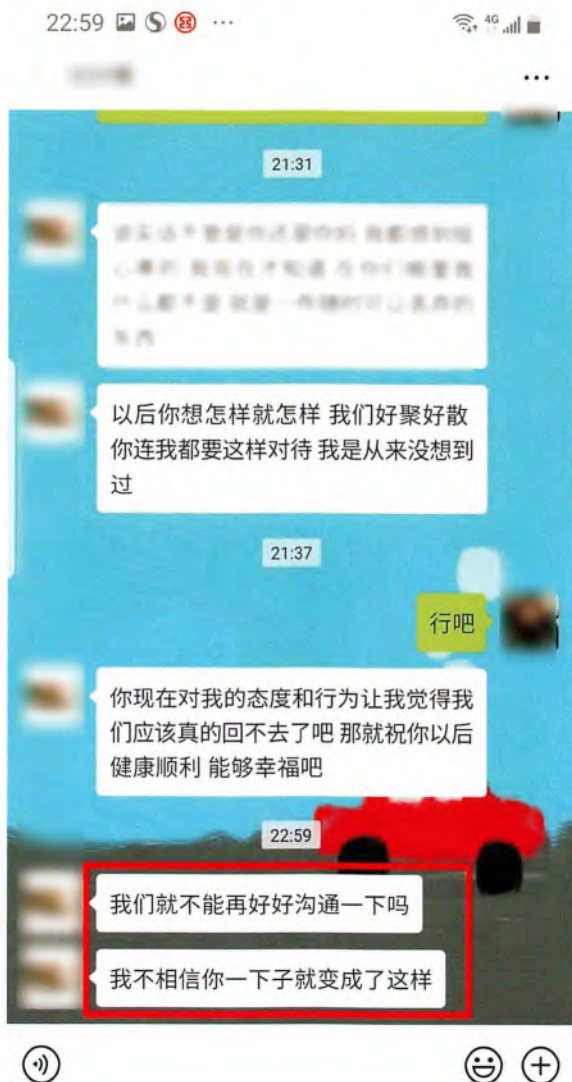 22:59
4G
21:31
以后你想怎样就怎样 我们好聚好散
你连我都要这样对待 我是从来没想到
过
21:37
行吧
你现在对我的态度和行为让我觉得我
们应该真的回不去了吧 那就祝你以后
健康顺利 能够幸福吧
22:59
我们就不能再好好沟通一下吗
我不相信你一下子就变成了这样